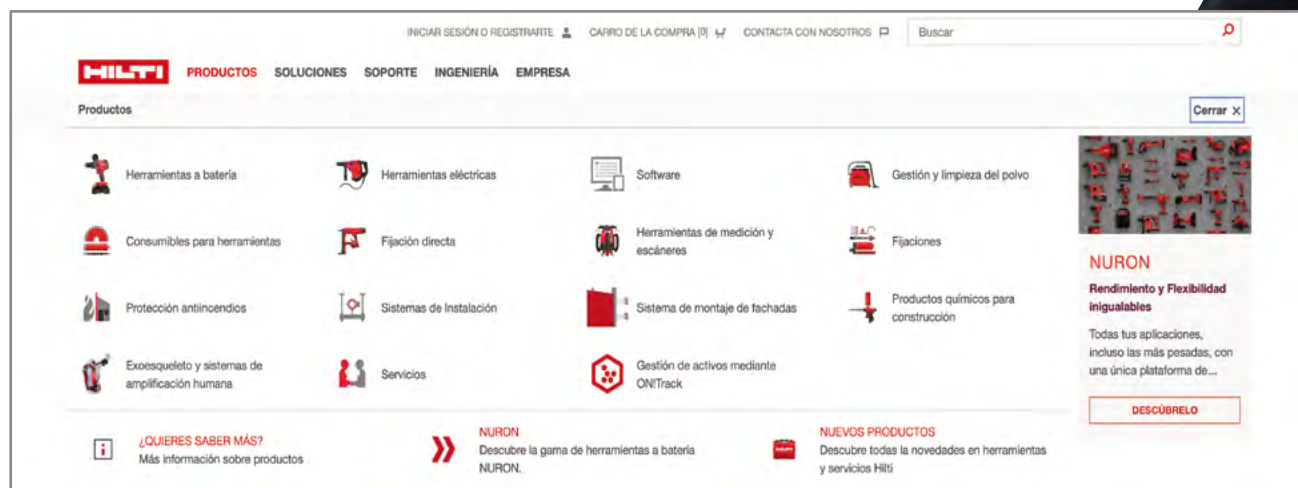 INICIAR SESIÓN O REGISTRARTE
CARRO DE LA COMPRA [0]
CONTACTA CON NOSOTROS
Buscar
HILTI
PRODUCTOS
SOLUCIONES
SOPORTE
INGENIERÍA
EMPRESA
Productos
Cerrar X
Herramientas a batería
Herramientas eléctricas
Software
Gestión y limpieza del polvo
Consumibles para herramientas
Fijación directa
Herramientas de medición y
escáneres
Fijaciones
Protección antiincendios
Sistemas de Instalación
Sistema de montaje de fachadas
Productos químicos para
construcción
Exoesqueleto y sistemas de
amplificación humana
Servicios
Gestión de activos mediante
ON!Track
NURON
Rendimiento y Flexibilidad
inigualables
Todas tus aplicaciones,
incluso las más pesadas, con
una única plataforma de...
DESCÚBRELO
¿QUIERES SABER MÁS?
Más información sobre productos
NURON
Descubre la gama de herramientas a batería
NURON.
NUEVOS PRODUCTOS
Descubre todas la novedades en herramientas
y servicios Hilti